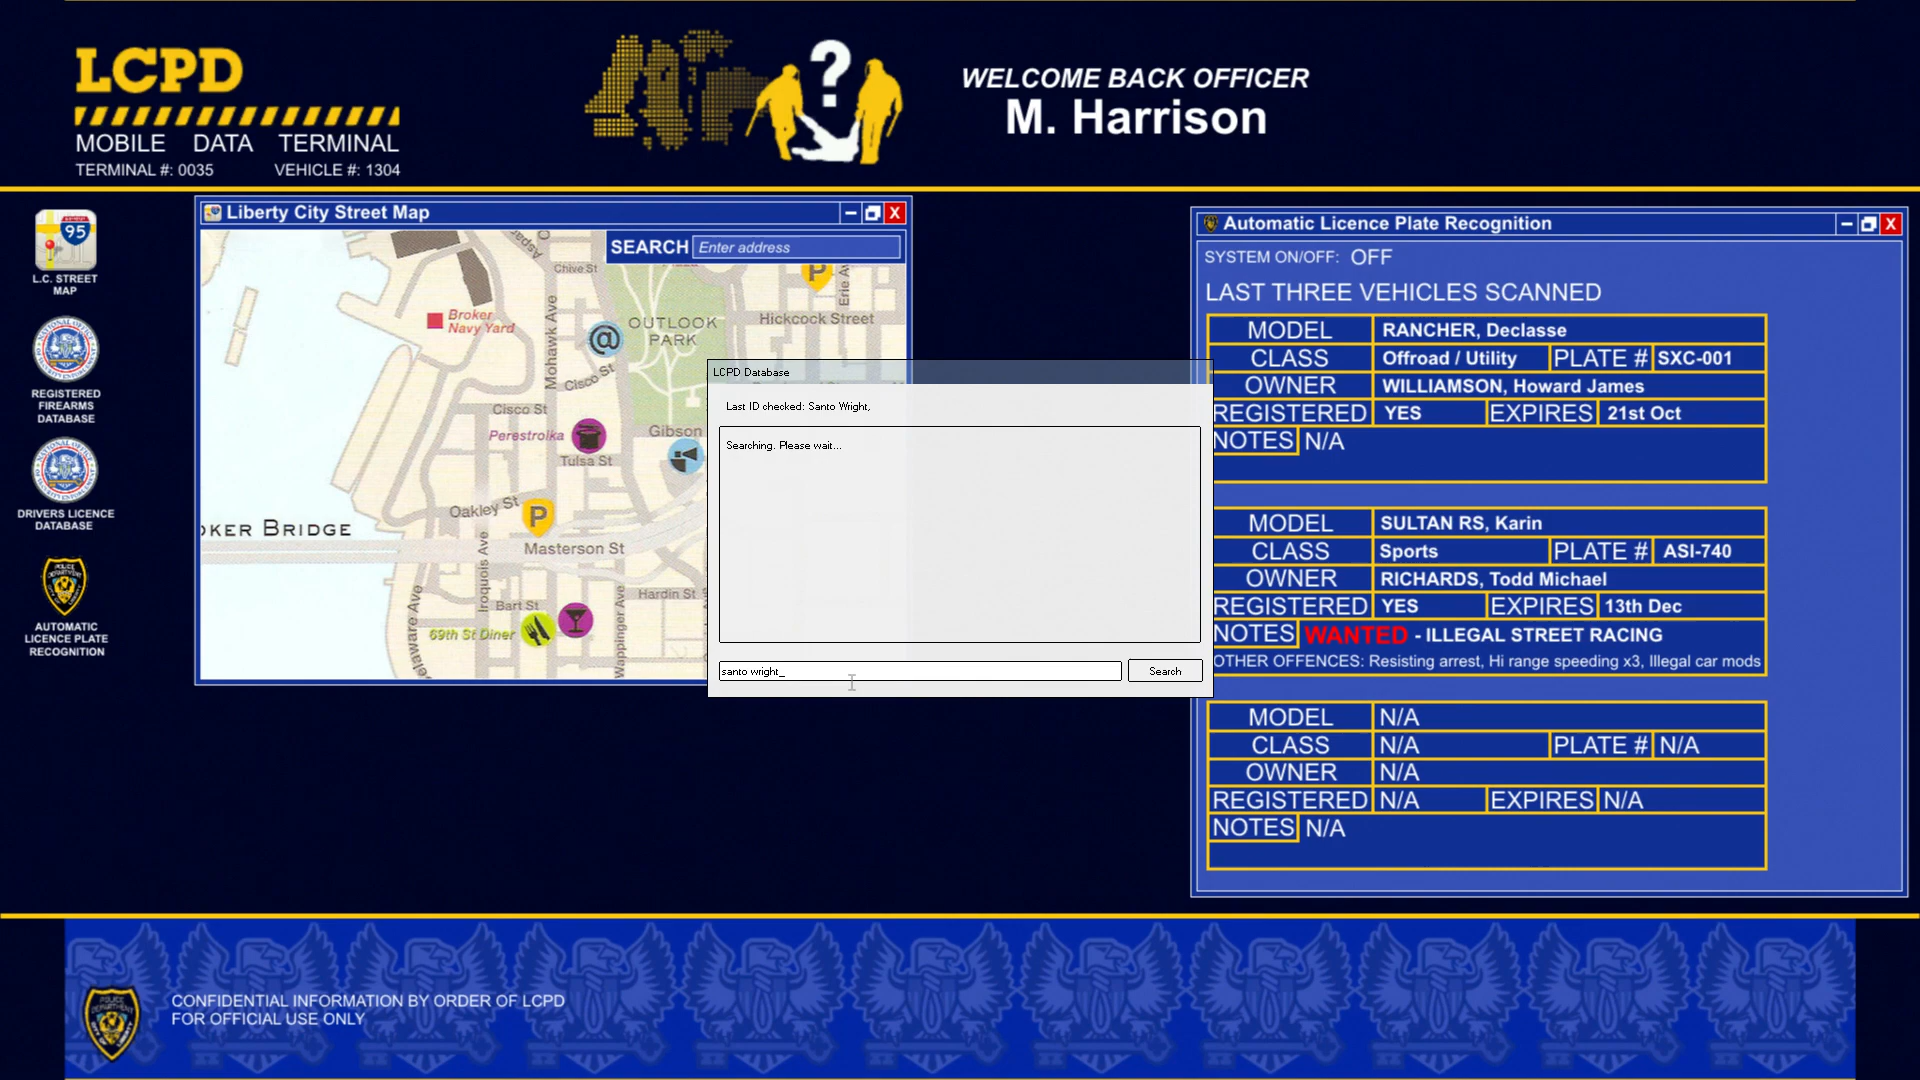 LCPD
MOBILE DATA TERMINAL
TERMINAL #: 0035 VEHICLE #: 1304
WELCOME BACK OFFICER
M. Harrison
95
L.C. STREET
MAP
REGISTERED
FIREARMS
DATABASE
DRIVERS LICENCE
DATABASE
AUTOMATIC
LICENCE PLATE
RECOGNITION
Liberty City Street Map
SEARCH Enter address
Chive St
Erie Av
Broker
Navy Yard
Mohawk Ave
OUTLOOK
PARK
Hickcock Street
Cisco St
Cisco St
Perestroika
Gibson
Tulsa St
Oakley St
P
P
OKER BRIDGE
Masterson St
Iroquois Ave
Hardin St
Bart St
69th St Diner
elaware Ave
Wappinger Ave
LCPD Database
Last ID checked: Santo Wright,
Searching. Please wait...
santo wright_
Search
Automatic Licence Plate Recognition
SYSTEM ON/OFF: OFF
LAST THREE VEHICLES SCANNED
MODEL RANCHER, Declasse
CLASS Offroad / Utility PLATE # SXC-001
OWNER WILLIAMSON, Howard James
REGISTERED YES EXPIRES 21st Oct
NOTES N/A
MODEL SULTAN RS, Karin
CLASS Sports PLATE # ASI-740
OWNER RICHARDS, Todd Michael
REGISTERED YES EXPIRES 13th Dec
NOTES WANTED - ILLEGAL STREET RACING
OTHER OFFENCES: Resisting arrest, Hi range speeding x3, Illegal car mods
MODEL N/A
CLASS N/A PLATE # N/A
OWNER N/A
REGISTERED N/A EXPIRES N/A
NOTES N/A
CONFIDENTIAL INFORMATION BY ORDER OF LCPD
FOR OFFICIAL USE ONLY